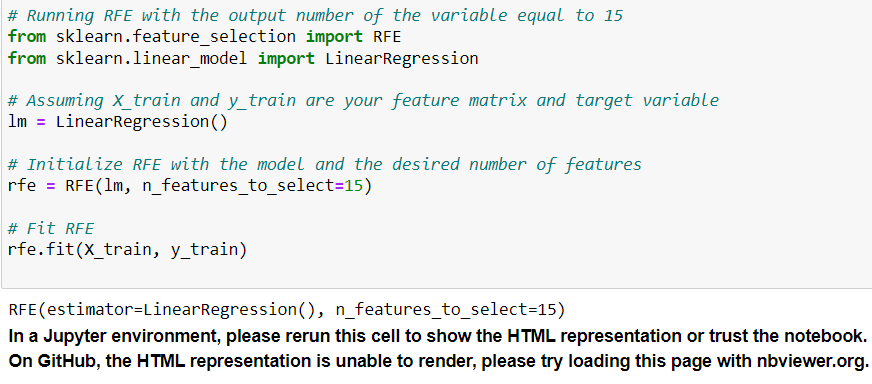 # Running RFE with the output number of the variable equal to 15
from sklearn.feature_selection import RFE
from sklearn.linear_model import LinearRegression
# Assuming X_train and y_train are your feature matrix and target variable
lm = LinearRegression()
# Initialize RFE with the model and the desired number of features
rfe = RFE(lm, n_features_to_select=15)
# Fit RFE
rfe.fit(X_train, y_train)
RFE(estimator=LinearRegression(), n_features_to_select=15)
In a Jupyter environment, please rerun this cell to show the HTML representation or trust the notebook.
On GitHub, the HTML representation is unable to render, please try loading this page with nbviewer.org.